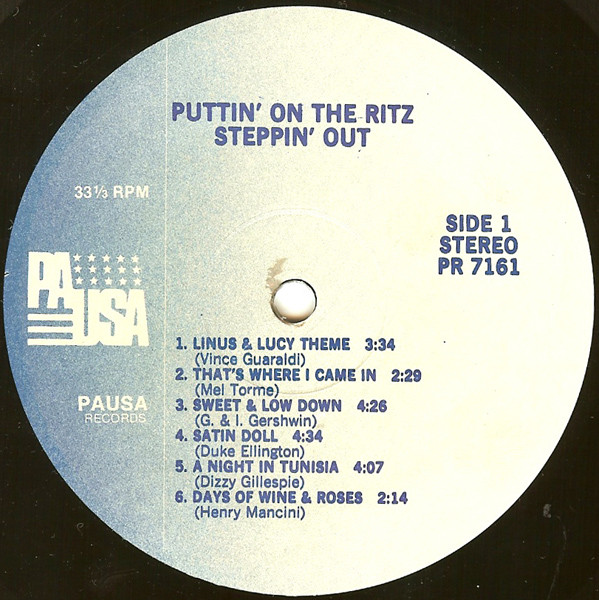 PUTTIN' ON THE RITZ
STEPPIN' OUT
33⅓ RPM
SIDE 1
STEREO
PR 7161
PAUSA
PAUSA
RECORDS
1. LINUS & LUCY THEME 3:34
(Vince Guaraldi)
2. THAT'S WHERE I CAME IN 2:29
(Mel Torme)
3. SWEET & LOW DOWN 4:26
(G. & I. Gershwin)
4. SATIN DOLL 4:34
(Duke Ellington)
5. A NIGHT IN TUNISIA 4:07
(Dizzy Gillespie)
6. DAYS OF WINE & ROSES 2:14
(Henry Mancini)